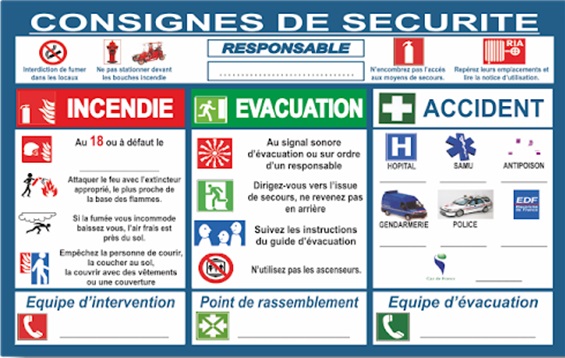 CONSIGNES DE SECURITE
Interdiction de fumer
dans les locaux
Ne pas stationner devant
les bouches incendie
RESPONSABLE
N'encombrez pas l'accès
aux moyens de secours.
RIA
Repérez leurs emplacements et
lire la notice d'utilisation.
INCENDIE
Au 18 ou à défaut le
Attaquer le feu avec l'extincteur
approprié, le plus proche de
la base des flammes.
Si la fumée vous incommode
baissez vous, l'air frais est
près du sol.
Empêchez la personne de courir,
la coucher au sol,
la couvrir avec des vêtements
ou une couverture
Equipe d'intervention
EVACUATION
Au signal sonore
d'évacuation ou sur ordre
d'un responsable
Dirigez-vous vers l'issue
de secours, ne revenez pas
en arrière
Suivez les instructions
du guide d'évacuation
N'utilisez pas les ascenseurs.
Point de rassemblement
ACCIDENT
H
HOPITAL
SAMU
ANTIPOISON
GENDARMERIE
POLICE
EDF
Gaz de France
Equipe d'évacuation